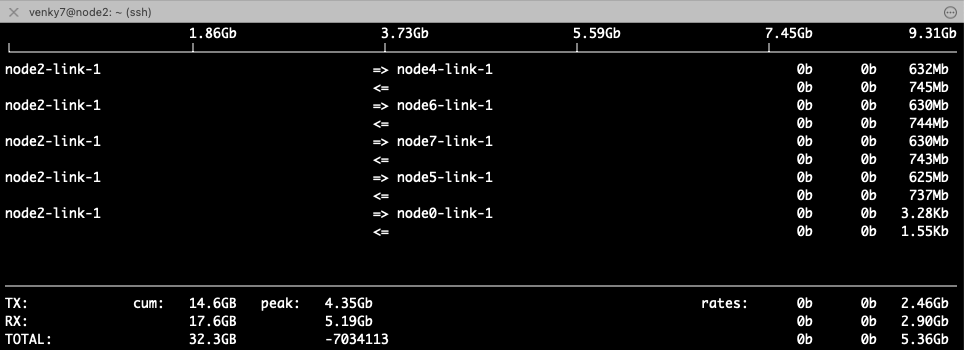 venky7@node2: ~ (ssh)
1.86Gb 3.73Gb 5.59Gb 7.45Gb 9.31Gb
node2-link-1 => node4-link-1 0b 0b 632Mb
<= 0b 0b 745Mb
node2-link-1 => node6-link-1 0b 0b 630Mb
<= 0b 0b 744Mb
node2-link-1 => node7-link-1 0b 0b 630Mb
<= 0b 0b 743Mb
node2-link-1 => node5-link-1 0b 0b 625Mb
<= 0b 0b 737Mb
node2-link-1 => node0-link-1 0b 0b 3.28Kb
<= 0b 0b 1.55Kb
TX: cum: 14.6GB peak: 4.35Gb rates: 0b 0b 2.46Gb
RX: 17.6GB 5.19Gb 0b 0b 2.90Gb
TOTAL: 32.3GB -7034113 0b 0b 5.36Gb